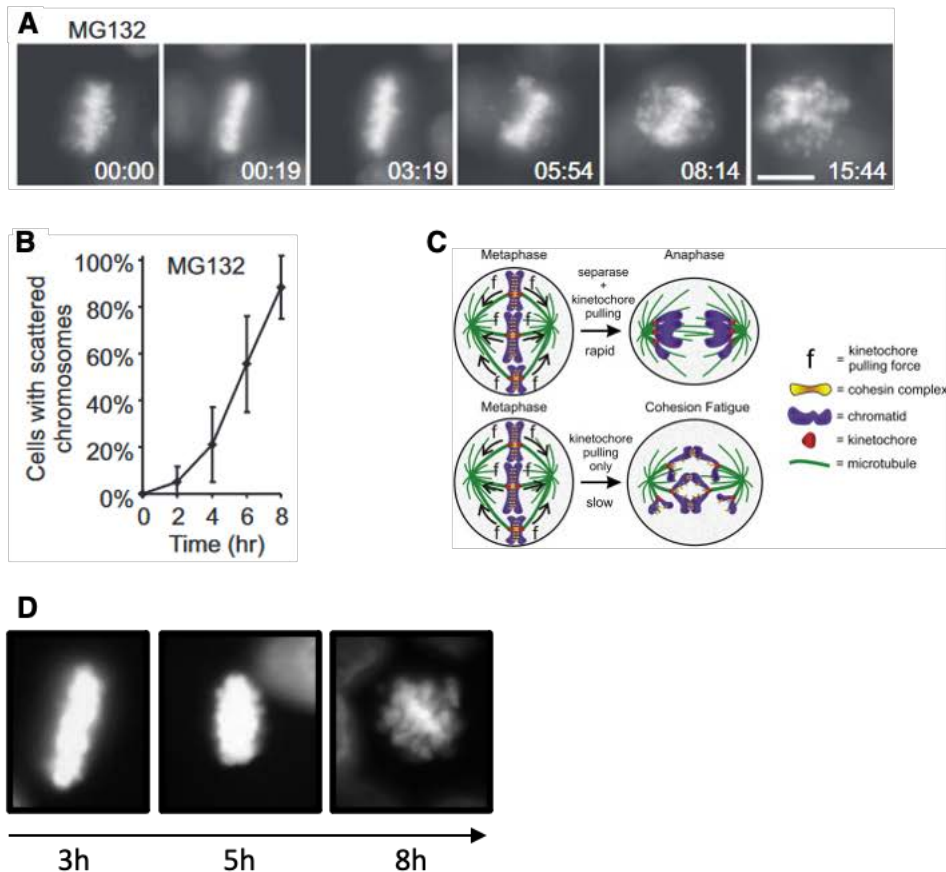 A
MG132
00:00
00:19
03:19
05:54
08:14
15:44
B
MG132
Cells with scattered
chromosomes
100%
80%
60%
40%
20%
0%
0 2 4 6 8
Time (hr)
C
Metaphase
Anaphase
f f
f f
f f
separase
+
kinetochore
pulling
rapid
Metaphase
Cohesion Fatigue
f f
f f
f f
kinetochore
pulling
only
slow
f = kinetochore
pulling force
= cohesin complex
= chromatid
= kinetochore
= microtubule
D
3h
5h
8h